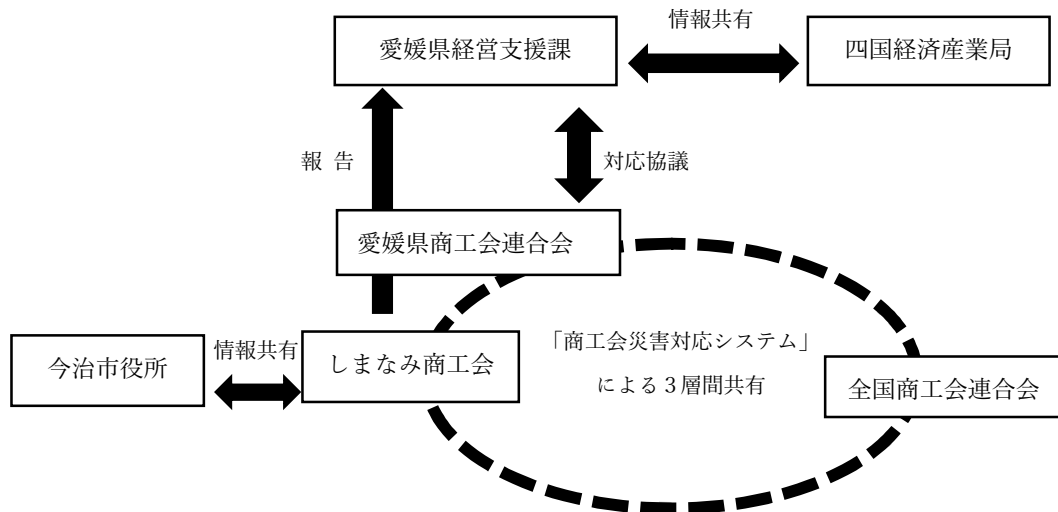 情報共有
愛媛県経営支援課
四国経済産業局
報 告
対応協議
愛媛県商工会連合会
「商工会災害対応システム」
による３層間共有
情報共有
今治市役所
しまなみ商工会
全国商工会連合会